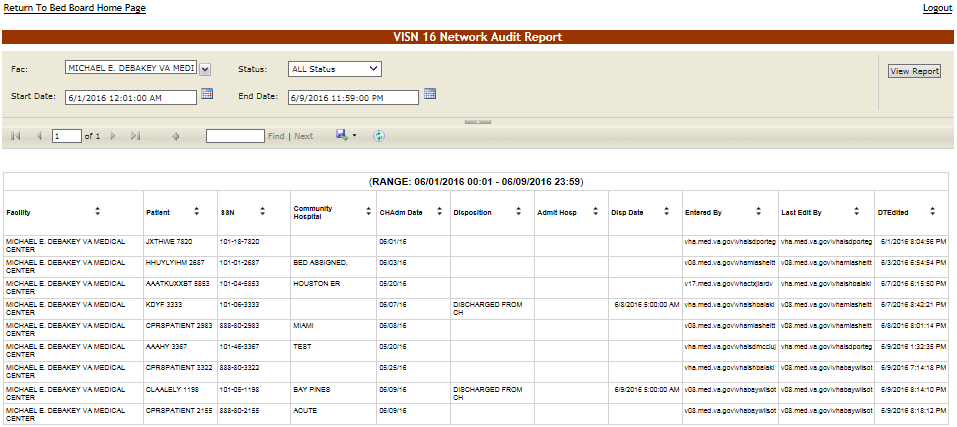 Return To Bed Board Home Page Logout
VISN 16 Network Audit Report
Fac: MICHAEL E. DEBAKEY VA MEDI Status: ALL Status View Report
Start Date: 6/1/2016 12:01:00 AM End Date: 6/9/2016 11:59:00 PM
1 of 1 Find | Next
(RANGE: 06/01/2016 00:01 - 06/09/2016 23:59)
Facility Patient SSN Community Hospital CHAdm Date Disposition Admit Hosp Disp Date Entered By Last Edit By DTEdited
MICHAEL E. DEBAKEY VA MEDICAL CENTER JXTHWE 7820 101-18-7820 06/01/16 vha.med.va.gov\vhaisdporteg vha.med.va.gov\vhaisdporteg 6/1/2016 8:04:56 PM
MICHAEL E. DEBAKEY VA MEDICAL CENTER HHUYLYIHM 2687 101-01-2687 BED ASSIGNED, 06/03/16 v08.med.va.gov\vhamiasheitt v08.med.va.gov\vhamiasheitt 6/3/2016 6:54:54 PM
MICHAEL E. DEBAKEY VA MEDICAL CENTER AAATKUXXBT 5853 101-04-5853 HOUSTON ER 05/20/16 v17.med.va.gov\vhactxjlardv vha.med.va.gov\vhaishbalakl 6/7/2016 6:15:50 PM
MICHAEL E. DEBAKEY VA MEDICAL CENTER KDYF 3333 101-06-3333 06/07/16 DISCHARGED FROM CH 6/8/2016 5:00:00 AM vha.med.va.gov\vhaishbalakl v08.med.va.gov\vhamiasheitt 6/7/2016 8:42:21 PM
MICHAEL E. DEBAKEY VA MEDICAL CENTER CPRSPATIENT 2983 888-80-2983 MIAMI 06/08/16 v08.med.va.gov\vhamiasheitt v08.med.va.gov\vhamiasheitt 6/8/2016 8:01:14 PM
MICHAEL E. DEBAKEY VA MEDICAL CENTER AAAHY 3367 101-46-3367 TEST 05/20/16 vha.med.va.gov\vhaisdmccluj vha.med.va.gov\vhaisdporteg 6/9/2016 1:32:35 PM
MICHAEL E. DEBAKEY VA MEDICAL CENTER CPRSPATIENT 3322 888-80-3322 05/25/16 vha.med.va.gov\vhaishbalakl v08.med.va.gov\vhabaywilsot 6/9/2016 7:14:18 PM
MICHAEL E. DEBAKEY VA MEDICAL CENTER CLAALELY 1198 101-05-1198 BAY PINES 06/09/16 DISCHARGED FROM CH 6/9/2016 5:00:00 AM v08.med.va.gov\vhabaywilsot v08.med.va.gov\vhabaywilsot 6/9/2016 8:14:10 PM
MICHAEL E. DEBAKEY VA MEDICAL CENTER CPRSPATIENT 2155 888-80-2155 ACUTE 06/09/16 v08.med.va.gov\vhabaywilsot v08.med.va.gov\vhabaywilsot 6/9/2016 8:18:12 PM